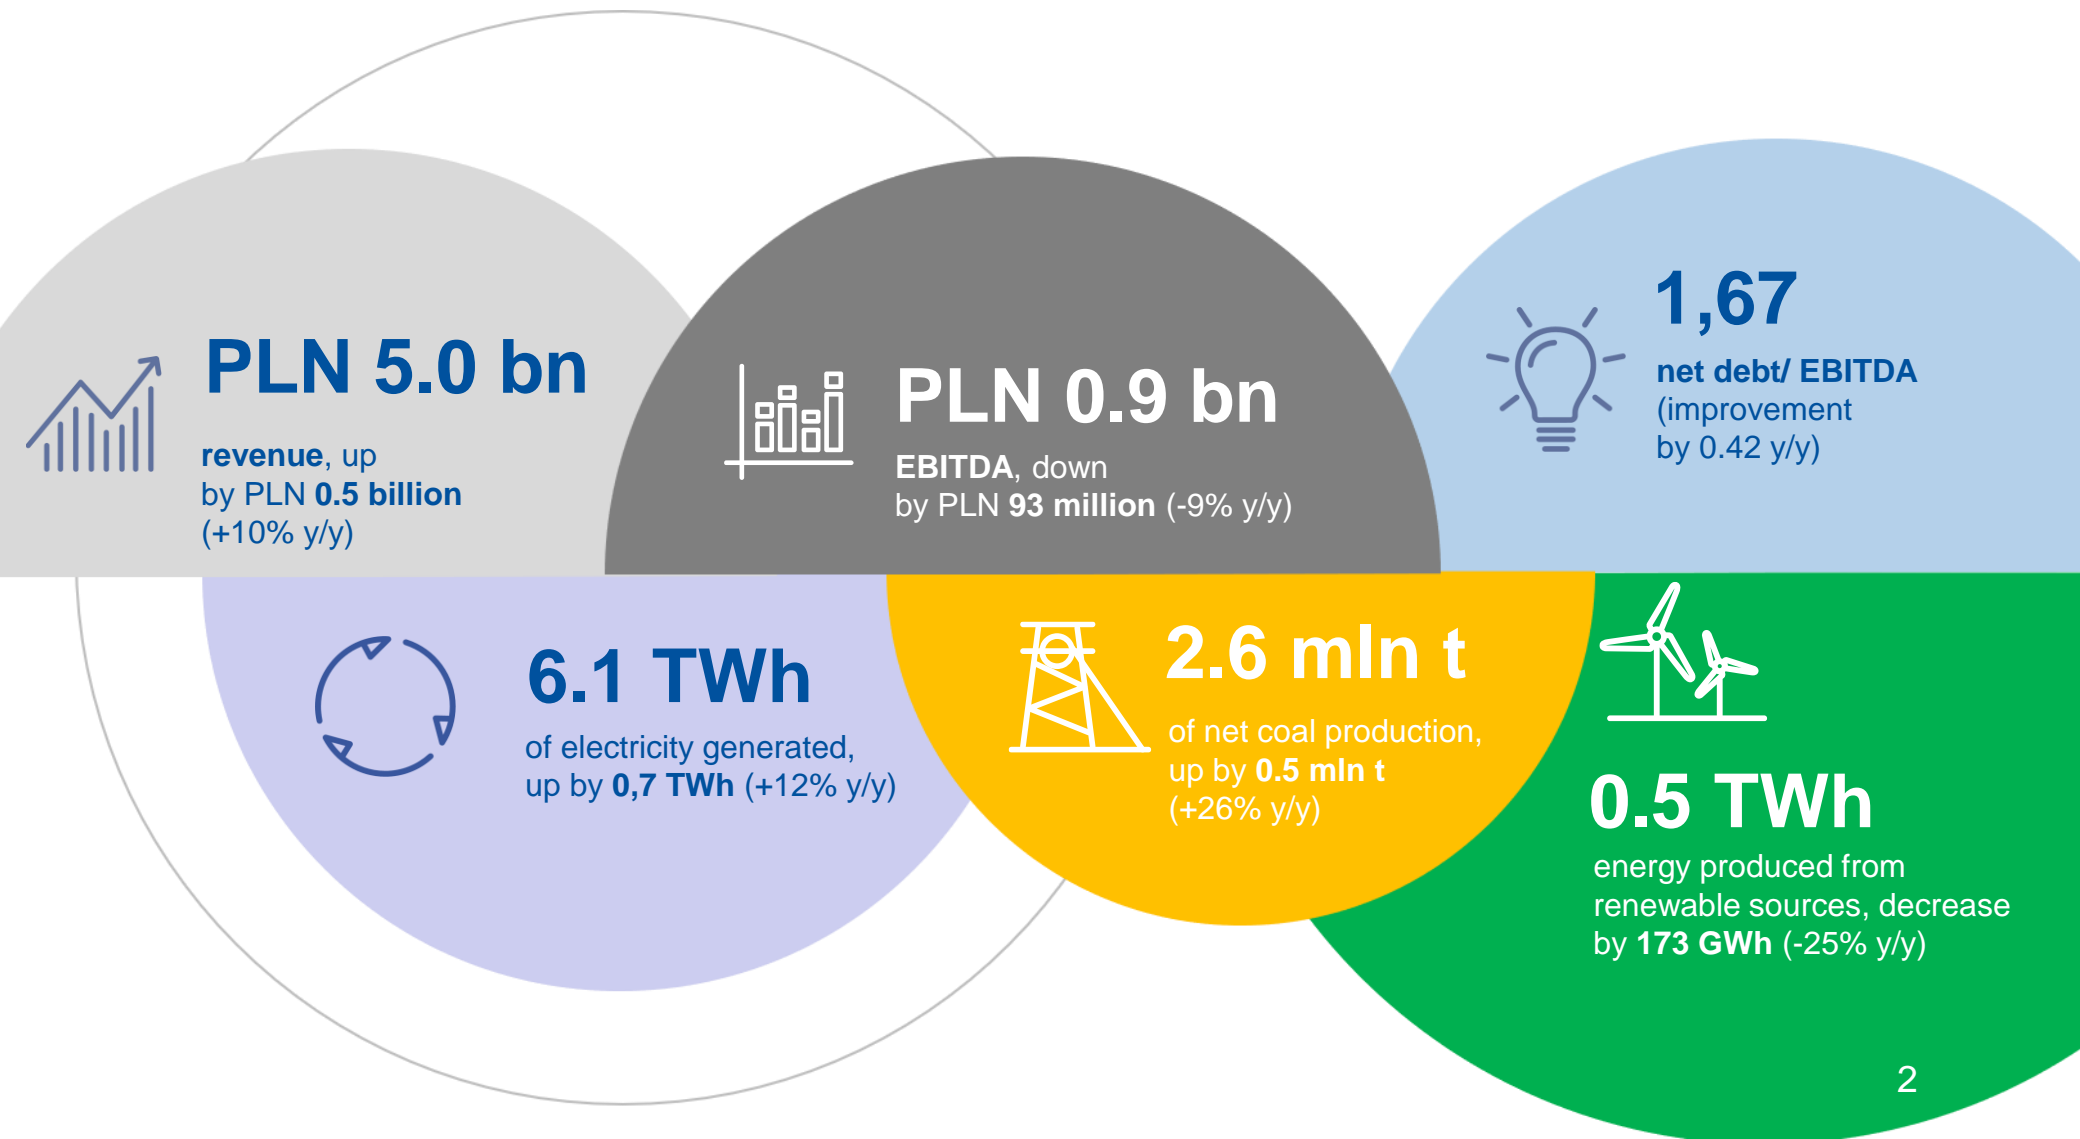 PLN 5.0 bn
revenue, up
by PLN 0.5 billion
(+10% y/y)
PLN 0.9 bn
EBITDA, down
by PLN 93 million (-9% y/y)
1,67
net debt/ EBITDA
(improvement
by 0.42 y/y)
6.1 TWh
of electricity generated,
up by 0,7 TWh (+12% y/y)
2.6 mln t
of net coal production,
up by 0.5 mln t
(+26% y/y)
0.5 TWh
energy produced from
renewable sources, decrease
by 173 GWh (-25% y/y)
2